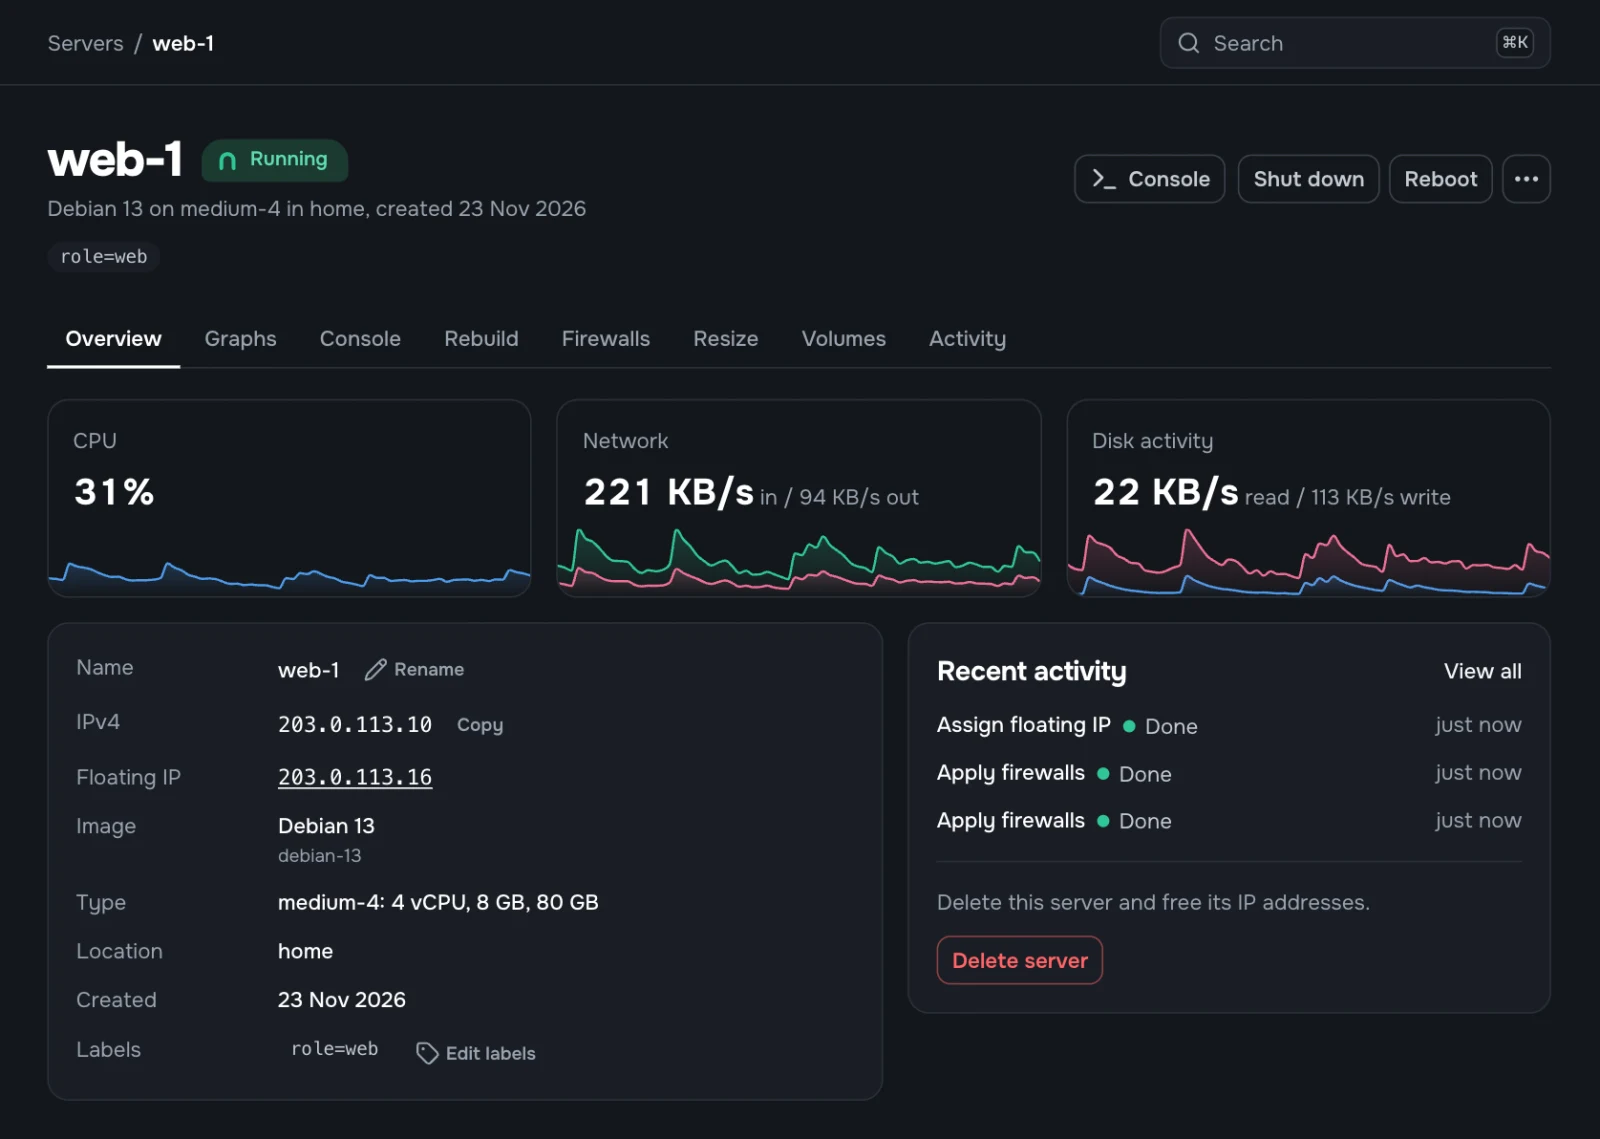 Servers / web-1
Search ⌘K
web-1 Running
Console Shut down Reboot ···
Debian 13 on medium-4 in home, created 23 Nov 2026
role=web
Overview Graphs Console Rebuild Firewalls Resize Volumes Activity
CPU
31%
Network
221 KB/s in / 94 KB/s out
Disk activity
22 KB/s read / 113 KB/s write
Name web-1 Rename
IPv4 203.0.113.10 Copy
Floating IP 203.0.113.16
Image Debian 13
debian-13
Type medium-4: 4 vCPU, 8 GB, 80 GB
Location home
Created 23 Nov 2026
Labels role=web Edit labels
Recent activity View all
Assign floating IP Done just now
Apply firewalls Done just now
Apply firewalls Done just now
Delete this server and free its IP addresses.
Delete server